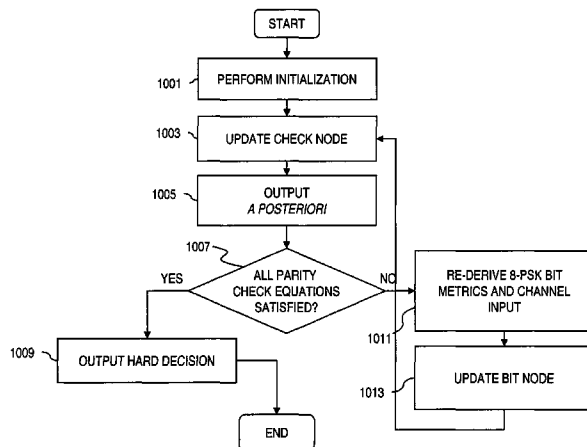 START
1001
PERFORM INITIALIZATION
1003
UPDATE CHECK NODE
1005
OUTPUT
A POSTERIORI
1007
YES
ALL PARITY
CHECK EQUATIONS
SATISFIED?
NO
RE-DERIVE 8-PSK BIT
METRICS AND CHANNEL
INPUT
1011
1009
OUTPUT HARD DECISION
1013
UPDATE BIT NODE
END